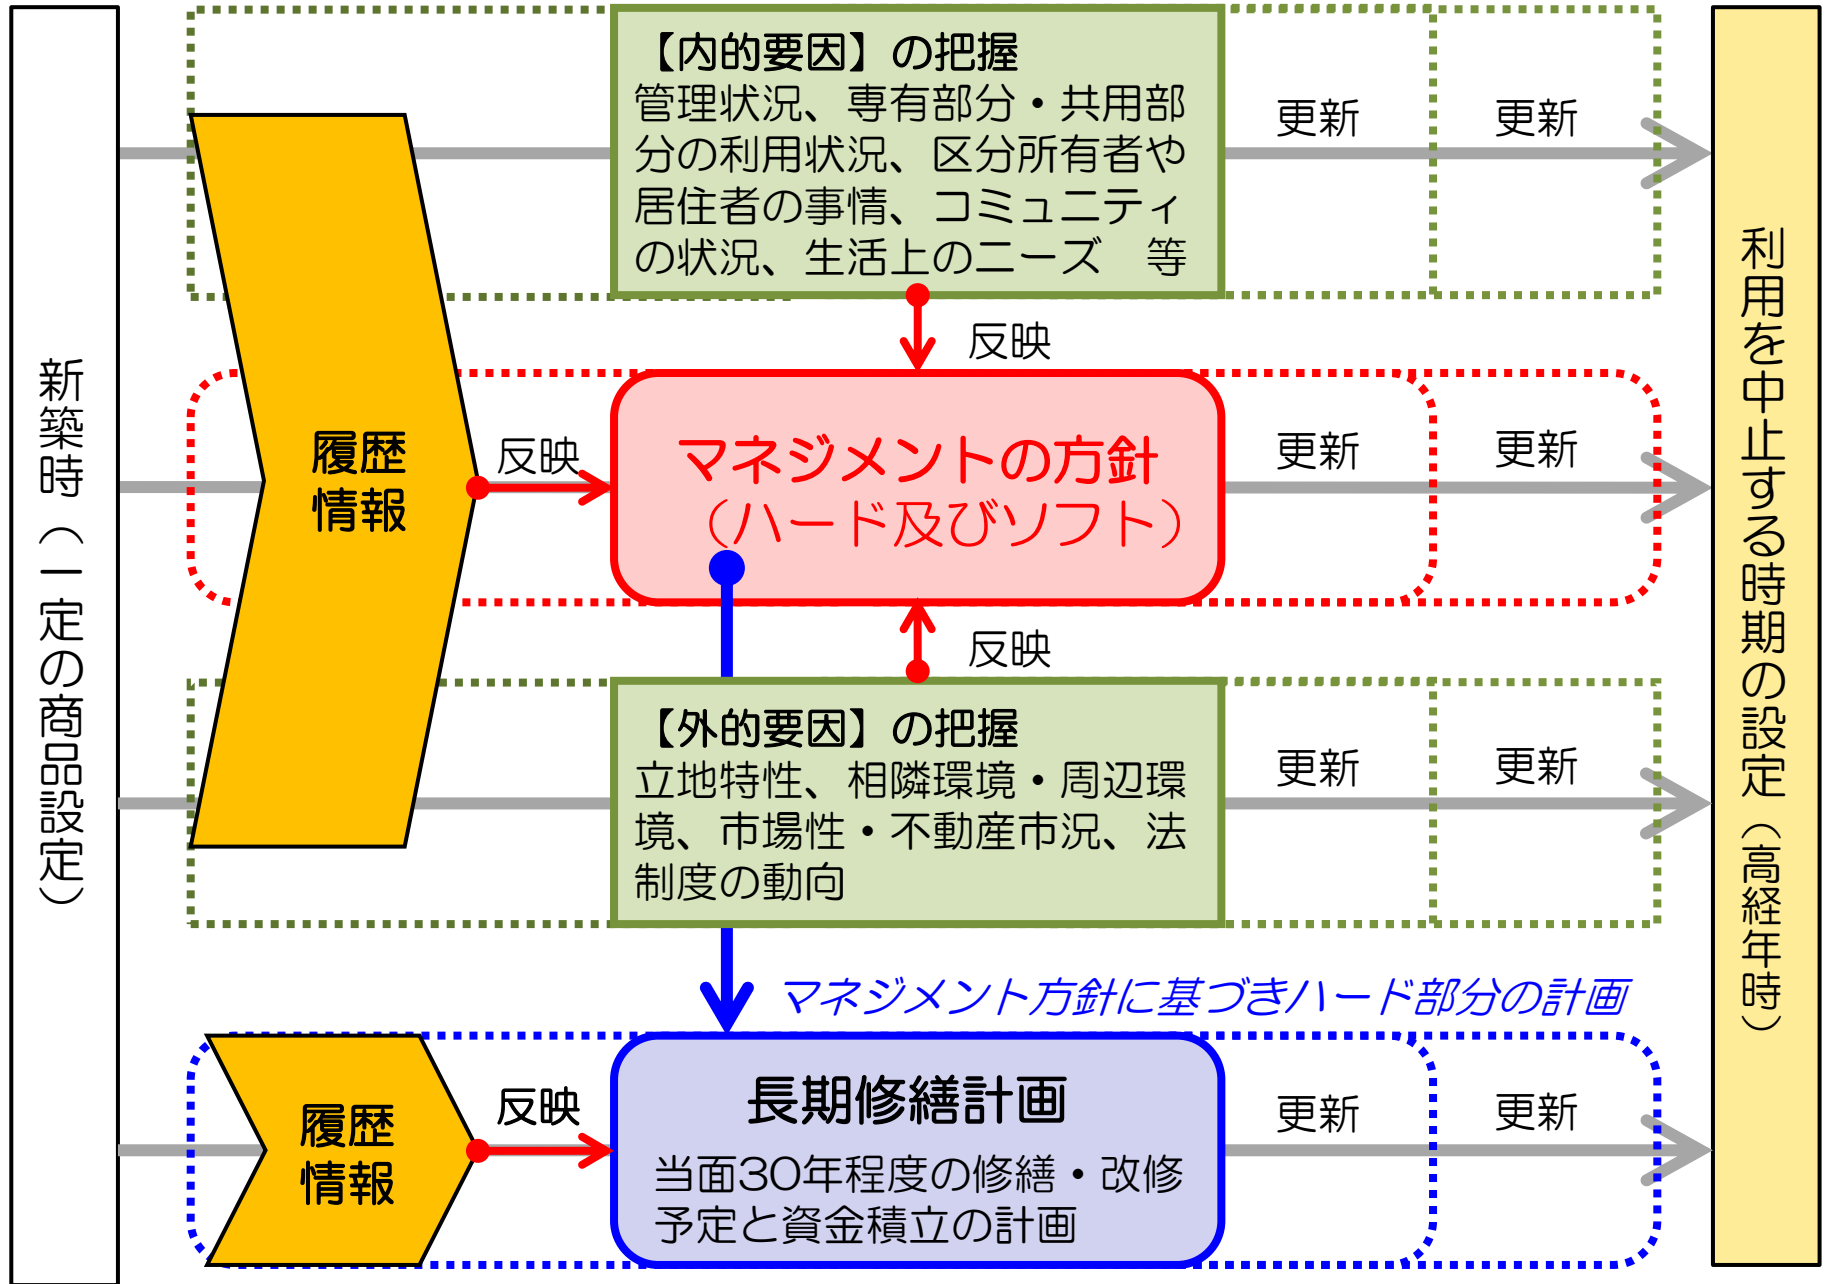 新築時（一定の商品設定）
【内的要因】の把握
管理状況、専有部分・共用部
分の利用状況、区分所有者や
居住者の事情、コミュニティ
の状況、生活上のニーズ　等
更新
更新
反映
履歴
情報
反映
マネジメントの方針
（ハード及びソフト）
更新
更新
反映
【外的要因】の把握
立地特性、相隣環境・周辺環
境、市場性・不動産市況、法
制度の動向
更新
更新
マネジメント方針に基づきハード部分の計画
履歴
情報
反映
長期修繕計画
当面30年程度の修繕・改修
予定と資金積立の計画
更新
更新
利用を中止する時期の設定（高経年時）